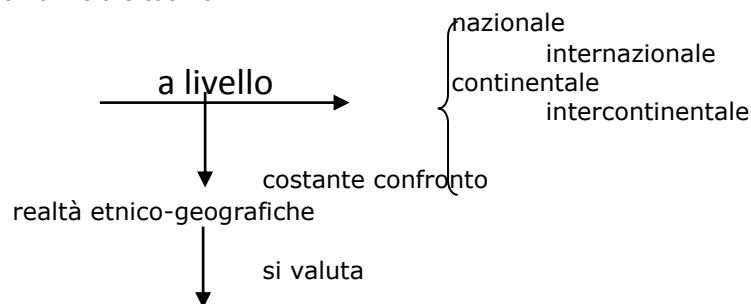 nazionale
internazionale
a livello
continentale
intercontinentale
costante confronto
realtà etnico-geografiche
si valuta